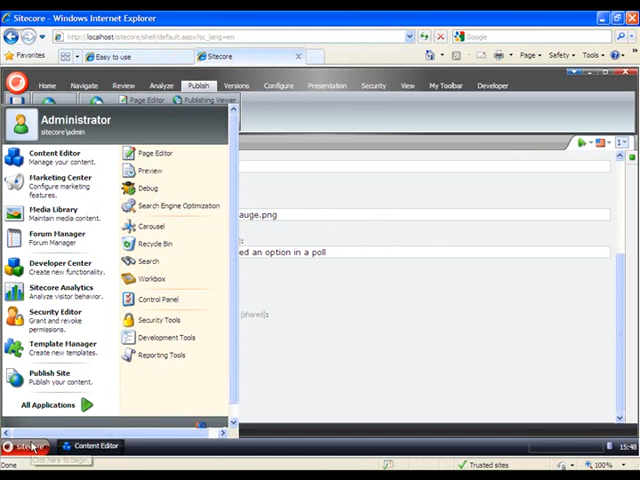 Sitecore - Windows Internet Explorer
http://sitecore/shell/default.aspx?sc_lang=en
Google
Favorites
Easy to use
Sitecore
Page
Safety
Tools
Home
Navigate
Review
Analyze
Publish
Versions
Configure
Presentation
Security
View
My Toolbar
Developer
Page Editor
Publishing Viewer
1
Administrator
sitecore\admin
Content Editor
Manage your content.
Marketing Center
Configure marketing
features.
Media Library
Maintain media content.
Forum Manager
Forum Manager
Developer Center
Create new functionality.
Sitecore Analytics
Analyze visitor behavior.
Security Editor
Grant and revoke
permissions.
Template Manager
Create new templates.
Publish Site
Publish your content.
All Applications
Page Editor
Preview
Debug
Search Engine Optimization
Carousel
Recycle Bin
Search
Workbox
Control Panel
Security Tools
Development Tools
Reporting Tools
auge.png
]:
ed an option in a poll
[shared]:
sitecore
Content Editor
15:48
Click here to begin
Done
Trusted sites
100%